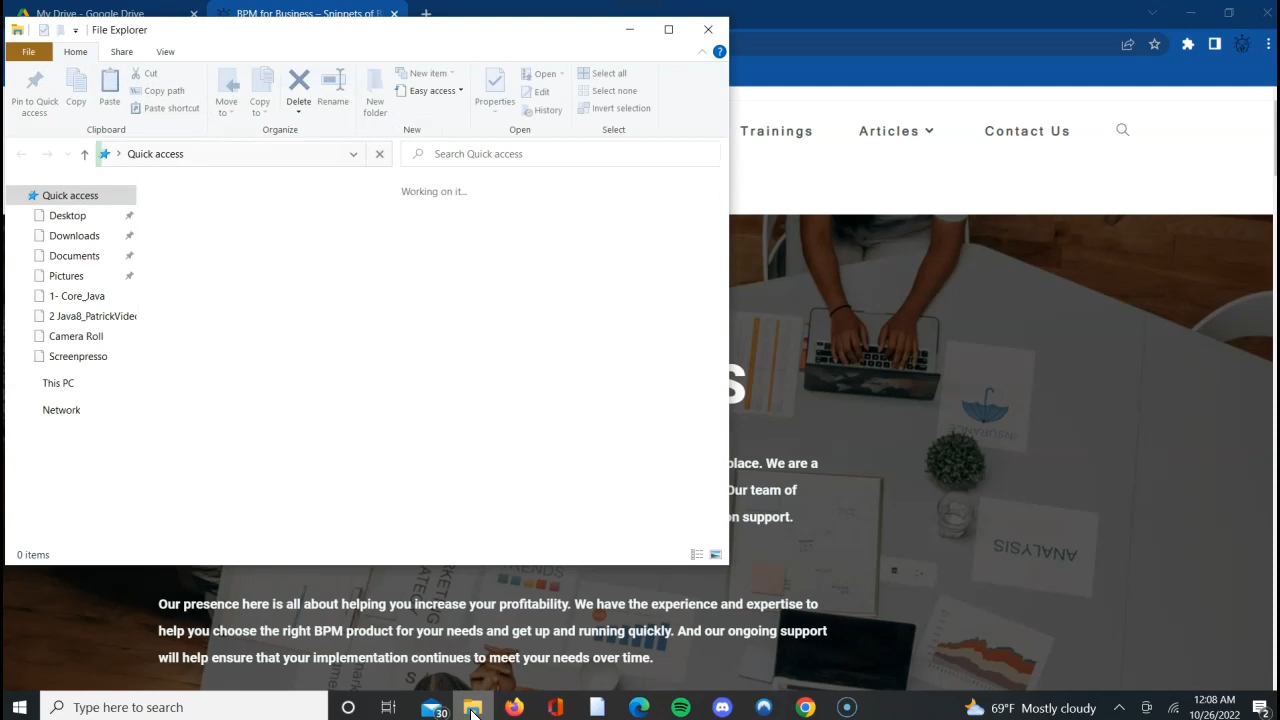 My Drive - Google Drive
BPM for Business – Snippets of B
File Explorer
File
Home
Share
View
Pin to Quick access
Copy
Paste
Cut
Copy path
Paste shortcut
Move to
Copy to
Delete
Rename
New folder
New item
Easy access
Properties
Open
Edit
History
Select all
Select none
Invert selection
Clipboard
Organize
New
Open
Select
Quick access
Search Quick access
Trainings
Articles
Contact Us
Working on it...
Quick access
Desktop
Downloads
Documents
Pictures
1- Core_Java
2 Java8_PatrickVideo
Camera Roll
Screenpresso
This PC
Network
0 items
s
place. We are a
Our team of
on support.
INSURANCE
ANALYSIS
TRENDS
Our presence here is all about helping you increase your profitability. We have the experience and expertise to
help you choose the right BPM product for your needs and get up and running quickly. And our ongoing support
will help ensure that your implementation continues to meet your needs over time.
Type here to search
30
69°F Mostly cloudy
12:08 AM
10/26/2022
2